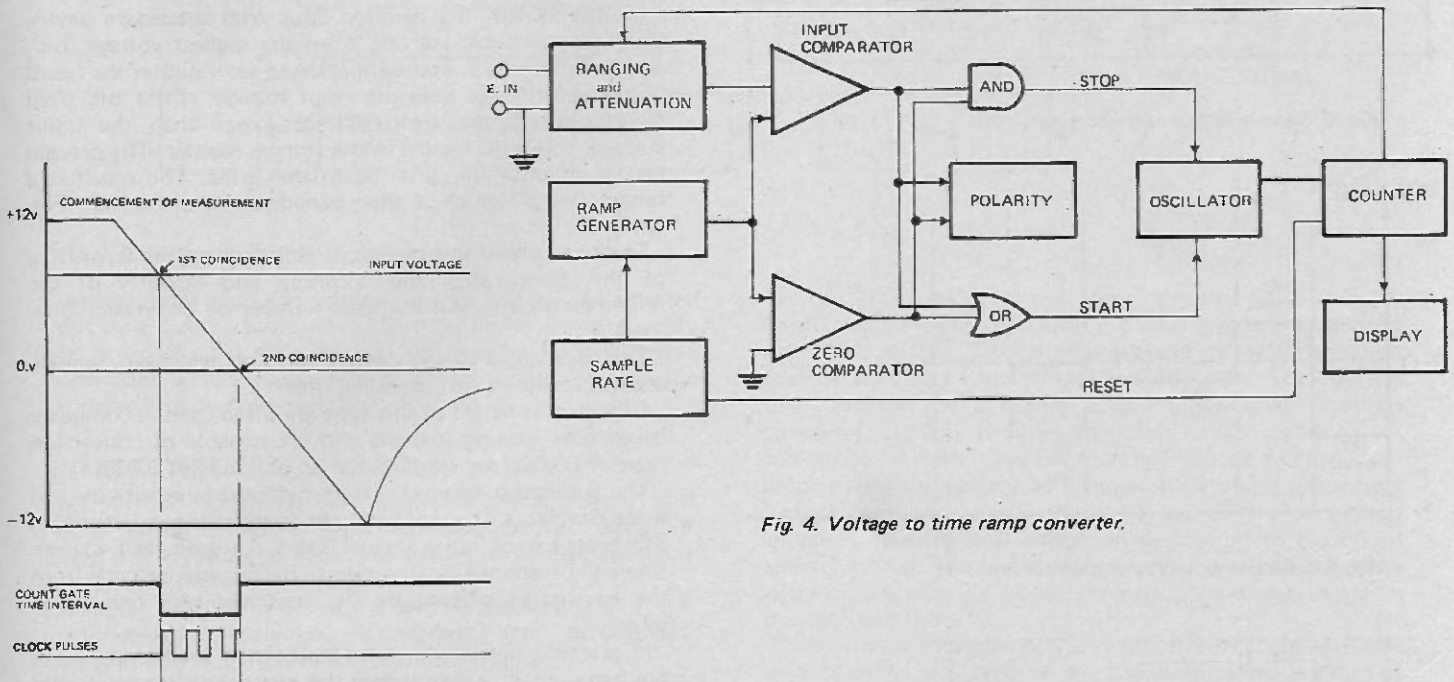 INPUT
COMPARATOR
RANGING
and
ATTENUATION
E. IN
AND
STOP
RAMP
GENERATOR
POLARITY
OSCILLATOR
COUNTER
OR
START
ZERO
COMPARATOR
SAMPLE
RATE
RESET
DISPLAY
+12v
COMMENCEMENT OF MEASUREMENT
1ST COINCIDENCE
INPUT VOLTAGE
0.v
2ND COINCIDENCE
−12v
COUNT GATE
TIME INTERVAL
CLOCK PULSES
Fig. 4. Voltage to time ramp converter.